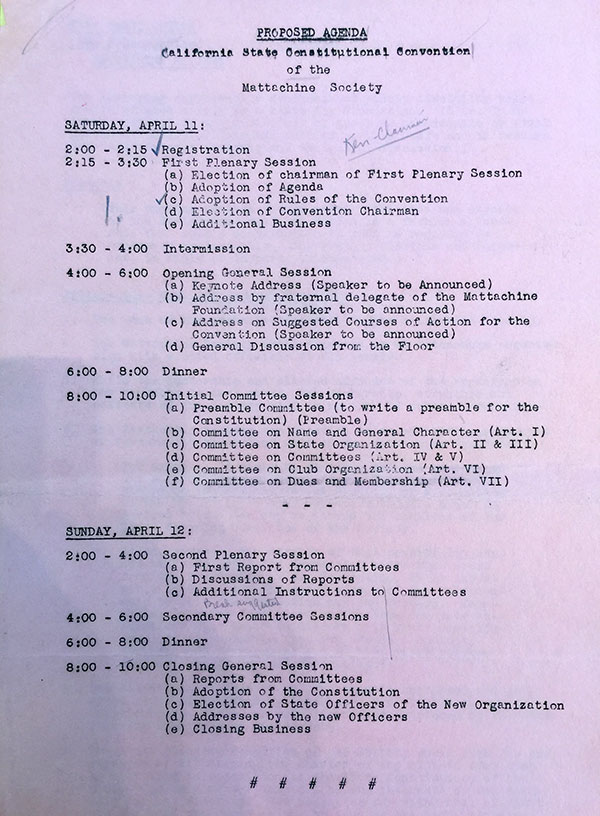 PROPOSED AGENDA
California State Constitutional Convention
of the
Mattachine Society
SATURDAY, APRIL 11:
Ken-Chairman
2:00 - 2:15 Registration
2:15 - 3:30 First Plenary Session
(a) Election of chairman of First Plenary Session
(b) Adoption of Agenda
(c) Adoption of Rules of the Convention
1. (d) Election of Convention Chairman
(e) Additional Business
3:30 - 4:00 Intermission
4:00 - 6:00 Opening General Session
(a) Keynote Address (Speaker to be Announced)
(b) Address by fraternal delegate of the Mattachine
Foundation (Speaker to be announced)
(c) Address on Suggested Courses of Action for the
Convention (Speaker to be announced)
(d) General Discussion from the Floor
6:00 - 8:00 Dinner
8:00 - 10:00 Initial Committee Sessions
(a) Preamble Committee (to write a preamble for the
Constitution) (Preamble)
(b) Committee on Name and General Character (Art. I)
(c) Committee on State Organization (Art. II & III)
(d) Committee on Committees (Art. IV & V)
(e) Committee on Club Organization (Art. VI)
(f) Committee on Dues and Membership (Art. VII)
- - -
SUNDAY, APRIL 12:
2:00 - 4:00 Second Plenary Session
(a) First Report from Committees
(b) Discussions of Reports
(c) Additional Instructions to Committees
4:00 - 6:00 Secondary Committee Sessions
6:00 - 8:00 Dinner
8:00 - 10:00 Closing General Session
(a) Reports from Committees
(b) Adoption of the Constitution
(c) Election of State Officers of the New Organization
(d) Addresses by the new Officers
(e) Closing Business
# # # # #